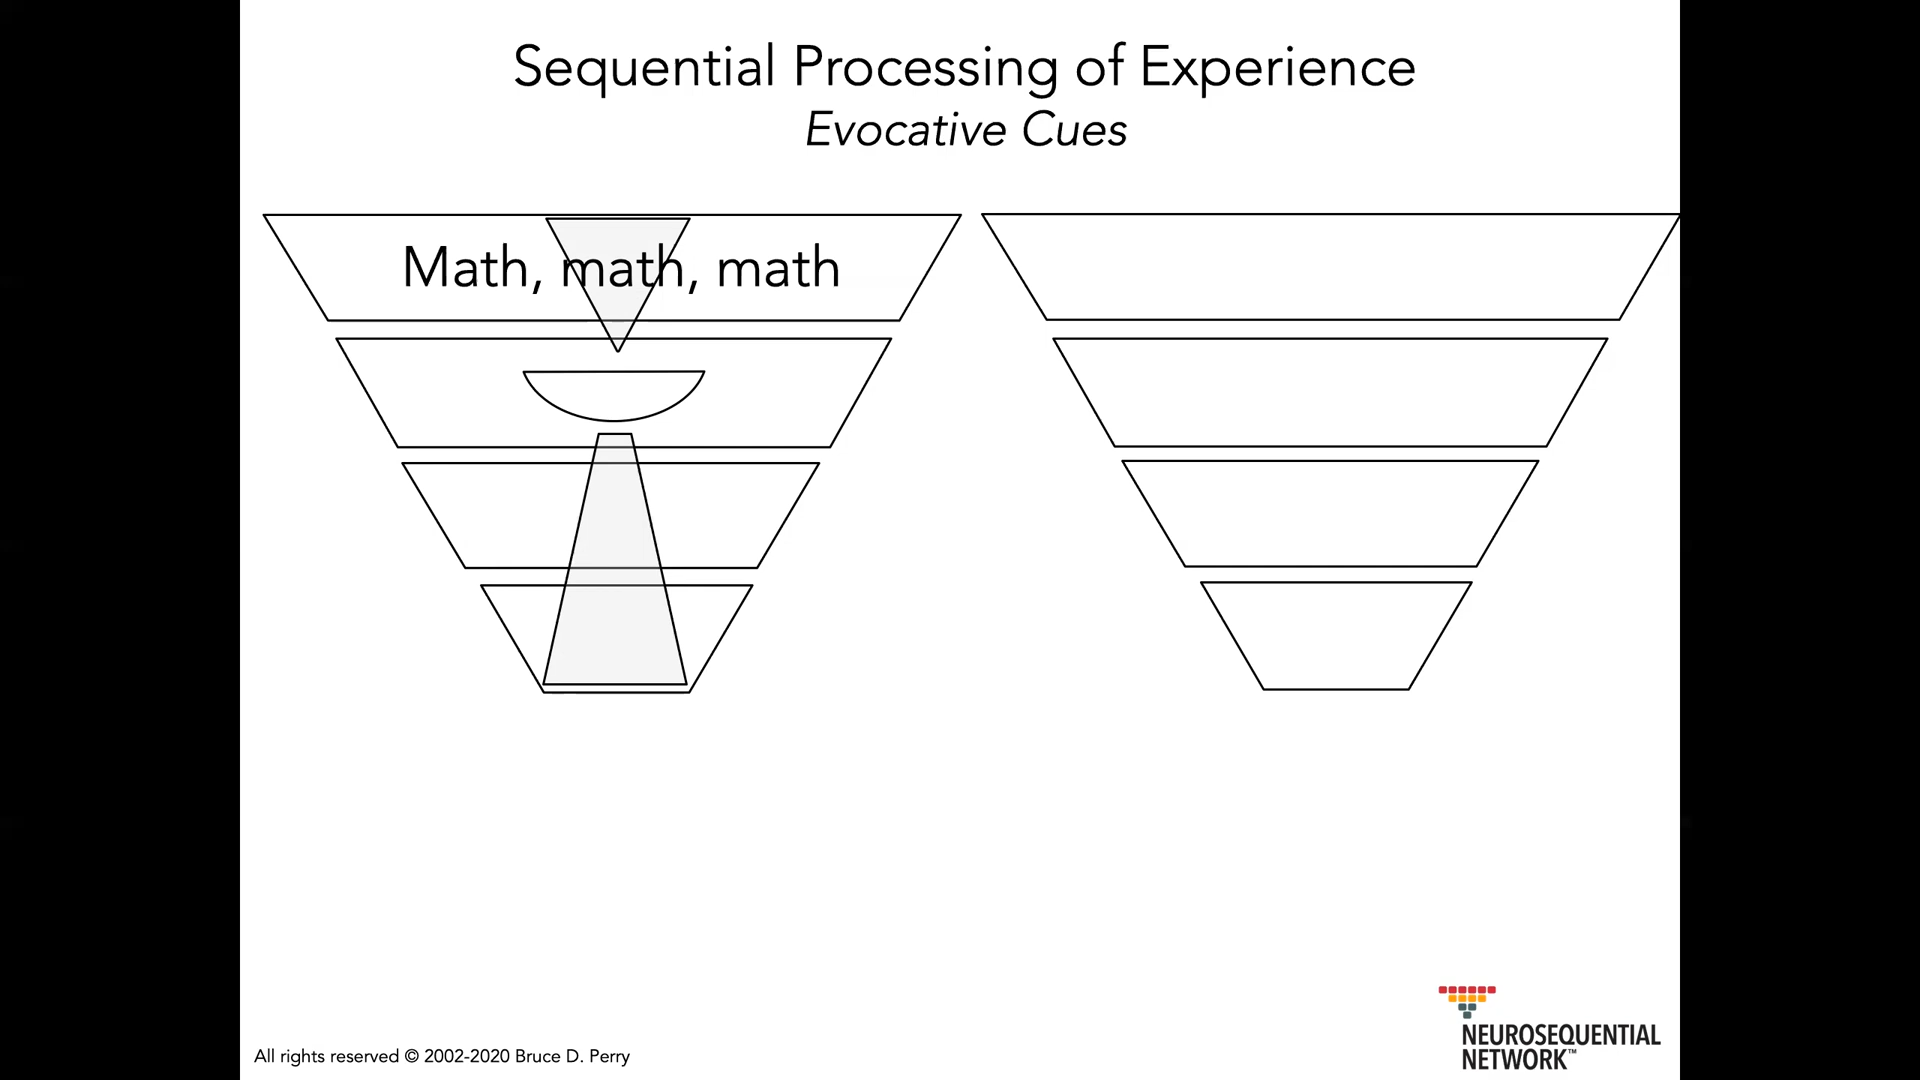 Sequential Processing of Experience
Evocative Cues
Math, math, math
All rights reserved © 2002-2020 Bruce D. Perry
NEUROSEQUENTIAL
NETWORK™